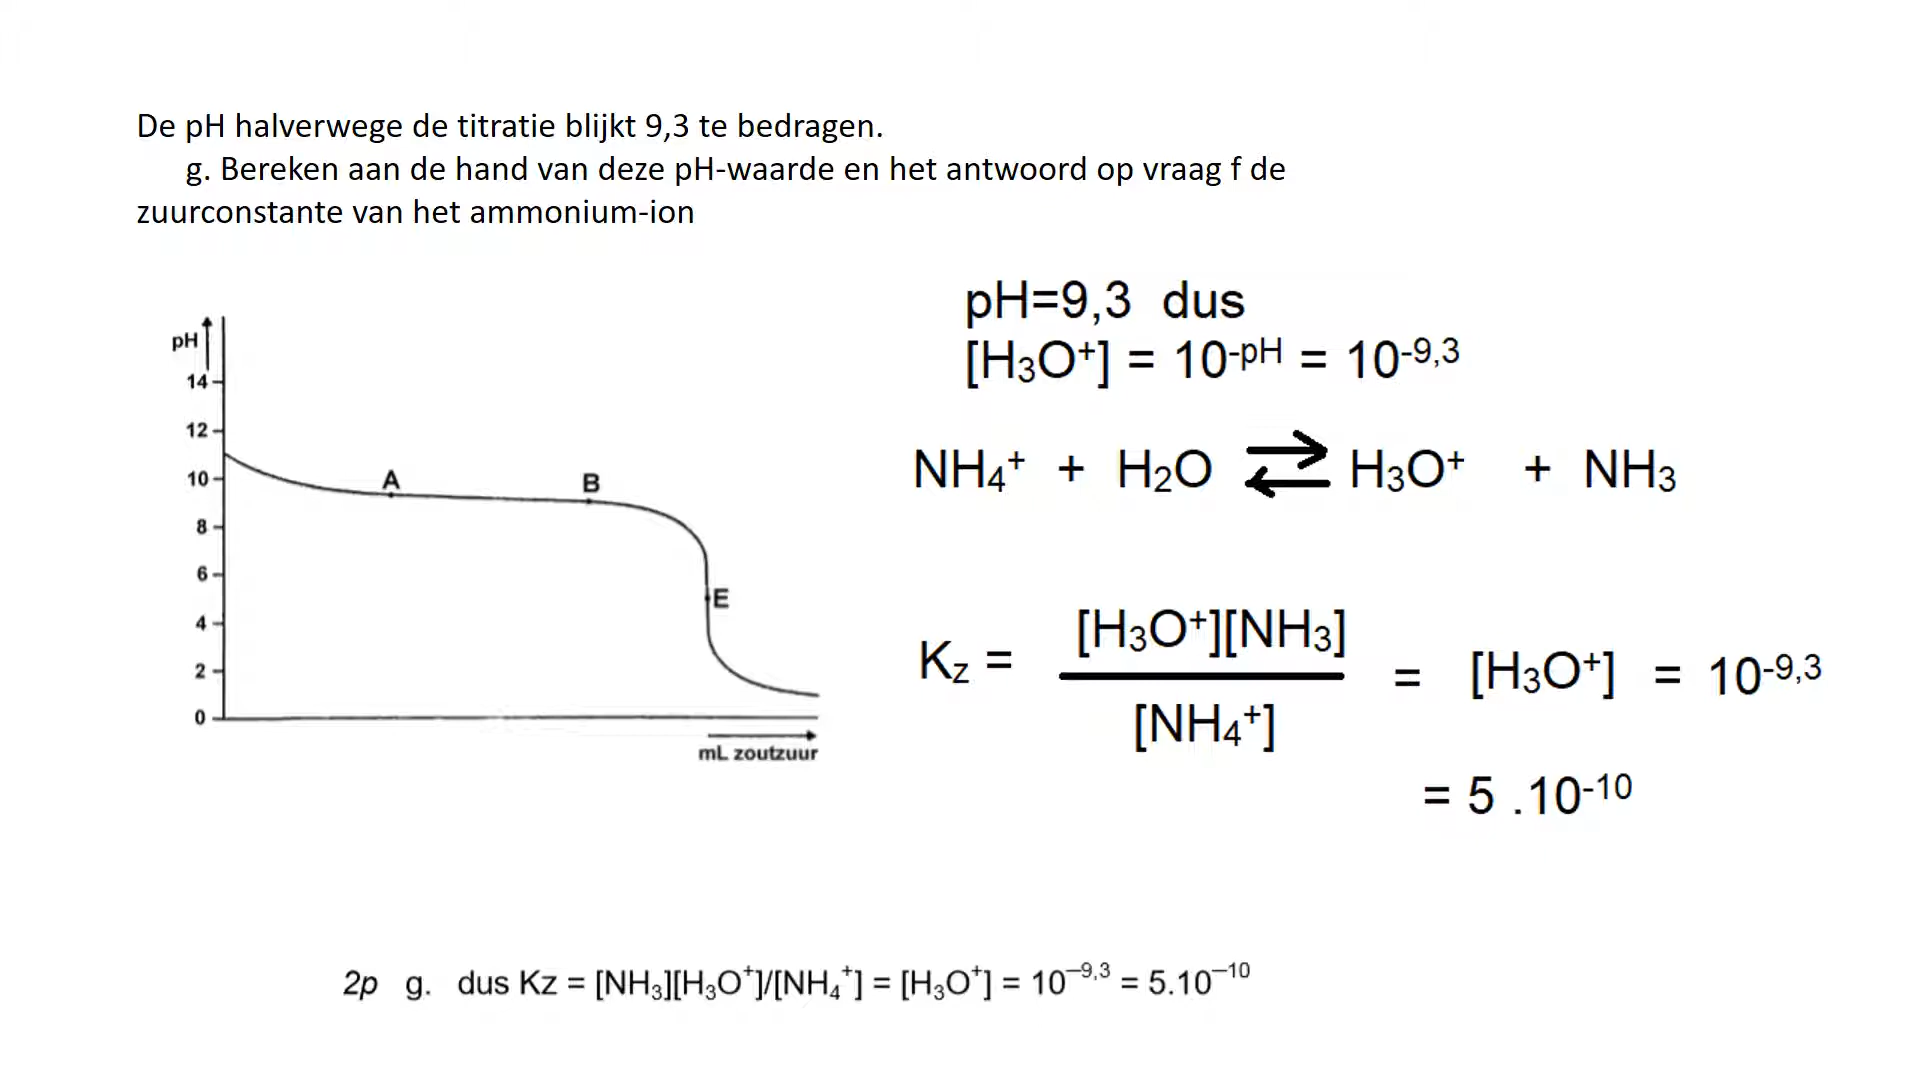 De pH halverwege de titratie blijkt 9,3 te bedragen.
g. Bereken aan de hand van deze pH-waarde en het antwoord op vraag f de
zuurconstante van het ammonium-ion
pH
14
12
10
8
6
4
2
0
A
B
E
mL zoutzuur
pH=9,3 dus
[H₃O⁺] = 10⁻ᵖᴴ = 10⁻⁹,³
NH₄⁺ + H₂O ⇄ H₃O⁺ + NH₃
[H₃O⁺][NH₃]
K_z = = [H₃O⁺] = 10⁻⁹,³
[NH₄⁺]
= 5 .10⁻¹⁰
2p g. dus Kz = [NH₃][H₃O⁺]/[NH₄⁺] = [H₃O⁺] = 10⁻⁹,³ = 5.10⁻¹⁰